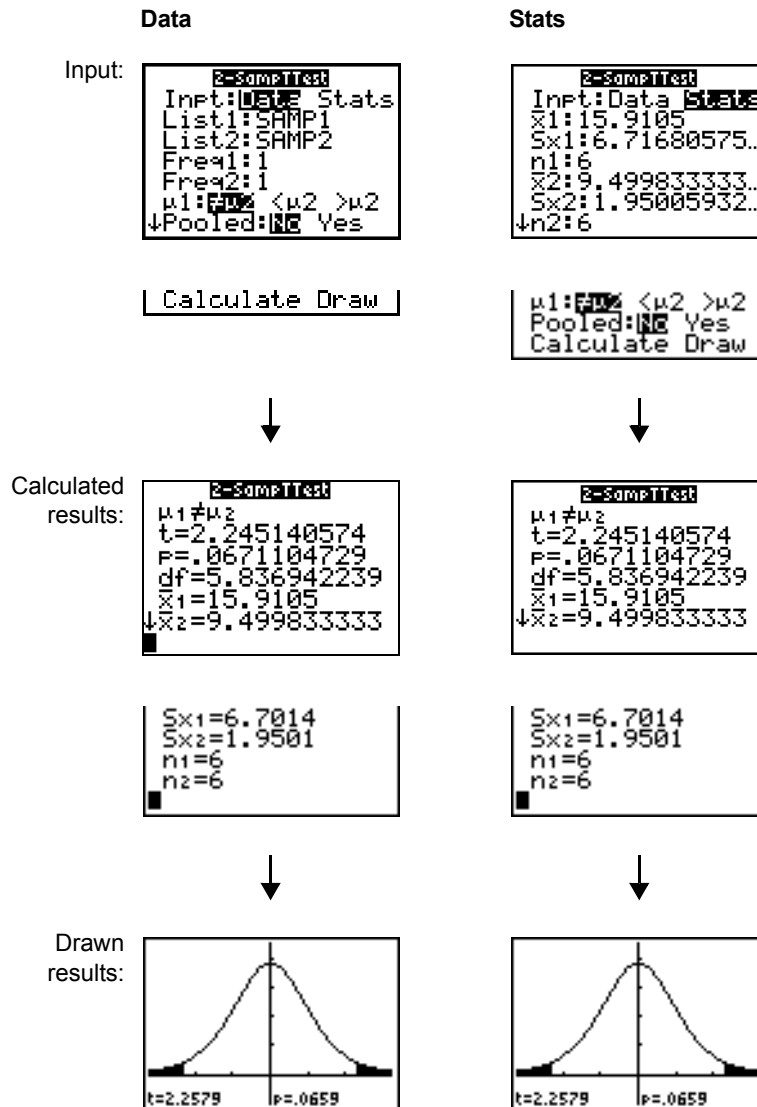 Data
Stats
Input:
2-SampTTest
Inpt:Data Stats
List1:SAMP1
List2:SAMP2
Freq1:1
Freq2:1
μ1:≠μ2 <μ2 >μ2
↓Pooled:No Yes
Calculate Draw
2-SampTTest
Inpt:Data Stats
x̄1:15.9105
Sx1:6.71680575…
n1:6
x̄2:9.499833333…
Sx2:1.95005932…
↓n2:6
μ1:≠μ2 <μ2 >μ2
Pooled:No Yes
Calculate Draw
Calculated
results:
2-SampTTest
μ1≠μ2
t=2.245140574
p=.0671104729
df=5.836942239
x̄1=15.9105
↓x̄2=9.499833333
Sx1=6.7014
Sx2=1.9501
n1=6
n2=6
2-SampTTest
μ1≠μ2
t=2.245140574
p=.0671104729
df=5.836942239
x̄1=15.9105
↓x̄2=9.499833333
Sx1=6.7014
Sx2=1.9501
n1=6
n2=6
Drawn
results:
t=2.2579 p=.0659
t=2.2579 p=.0659